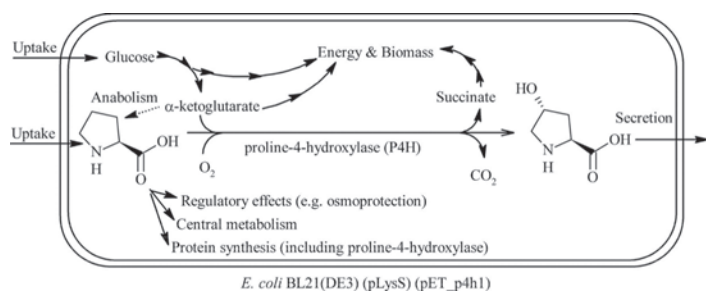 Uptake
Glucose
Energy & Biomass
Anabolism
α-ketoglutarate
Succinate
HO
Secretion
Uptake
OH
N
H
O
O₂
proline-4-hydroxylase (P4H)
CO₂
OH
N
H
O
Regulatory effects (e.g. osmoprotection)
Central metabolism
Protein synthesis (including proline-4-hydroxylase)
E. coli BL21(DE3) (pLysS) (pET_p4h1)